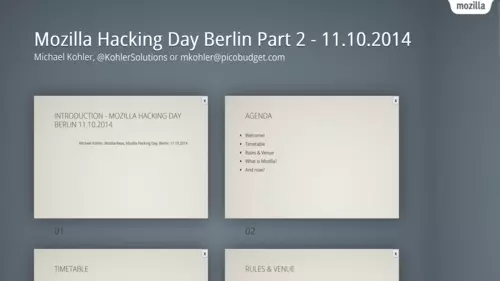 mozilla
Mozilla Hacking Day Berlin Part 2 - 11.10.2014
Michael Kohler, @KohlerSolutions or mkohler@picobudget.com
INTRODUCTION - MOZILLA HACKING DAY
BERLIN 11.10.2014
Michael Kohler, Mozilla Reps, Mozilla Hacking Day, Berlin, 11.10.2014
01
AGENDA
Welcome!
Timetable
Rules & Venue
What is Mozilla?
And now?
02
TIMETABLE
RULES & VENUE